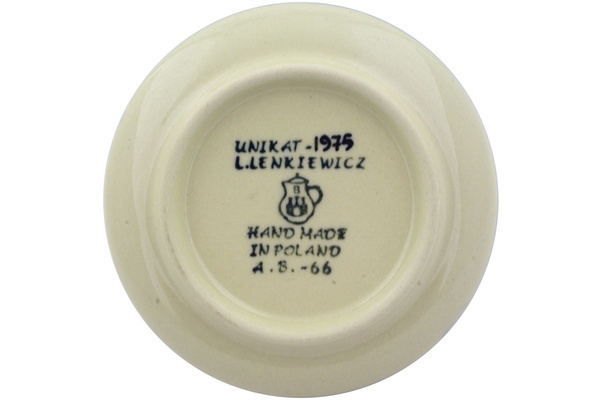 UNIKAT-1975
L.LENKIEWICZ
B
HAND MADE
IN POLAND
A.B.-66